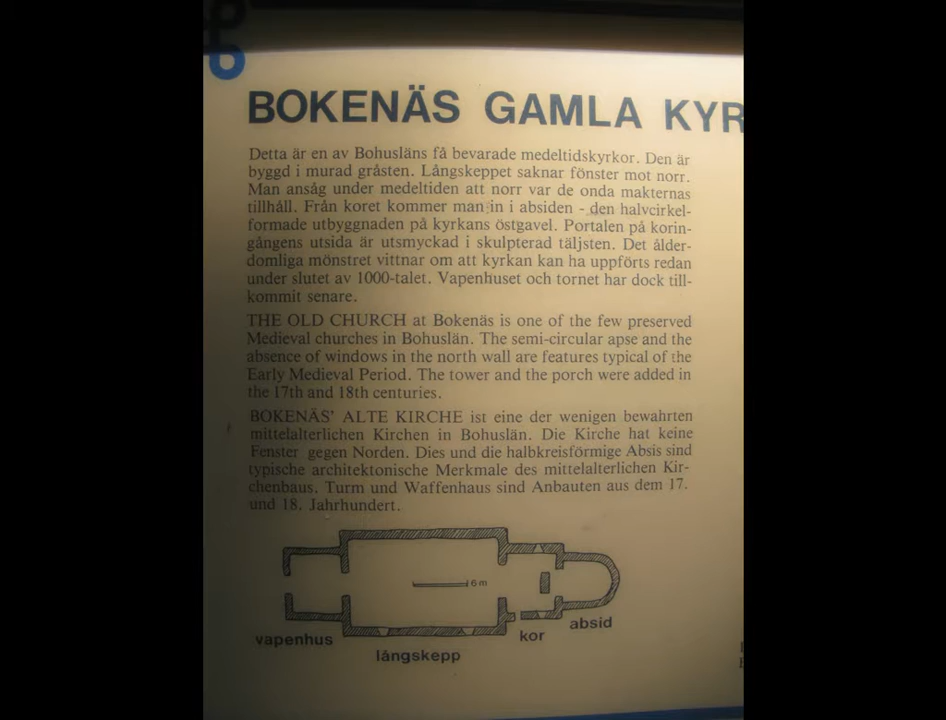 BOKENÄS GAMLA KYR
Detta är en av Bohusläns få bevarade medeltidskyrkor. Den är
byggd i murad gråsten. Långskeppet saknar fönster mot norr.
Man ansåg under medeltiden att norr var de onda makternas
tillhåll. Från koret kommer man in i absiden - den halvcirkel-
formade utbyggnaden på kyrkans östgavel. Portalen på korin-
gångens utsida är utsmyckad i skulpterad täljsten. Det ålder-
domliga mönstret vittnar om att kyrkan kan ha uppförts redan
under slutet av 1000-talet. Vapenhuset och tornet har dock till-
kommit senare.
THE OLD CHURCH at Bokenäs is one of the few preserved
Medieval churches in Bohuslän. The semi-circular apse and the
absence of windows in the north wall are features typical of the
Early Medieval Period. The tower and the porch were added in
the 17th and 18th centuries.
BOKENÄS' ALTE KIRCHE ist eine der wenigen bewahrten
mittelalterlichen Kirchen in Bohuslän. Die Kirche hat keine
Fenster gegen Norden. Dies und die halbkreisförmige Absis sind
typische architektonische Merkmale des mittelalterlichen Kir-
chenbaus. Turm und Waffenhaus sind Anbauten aus dem 17.
und 18. Jahrhundert.
6 m
vapenhus
långskepp
kor
absid